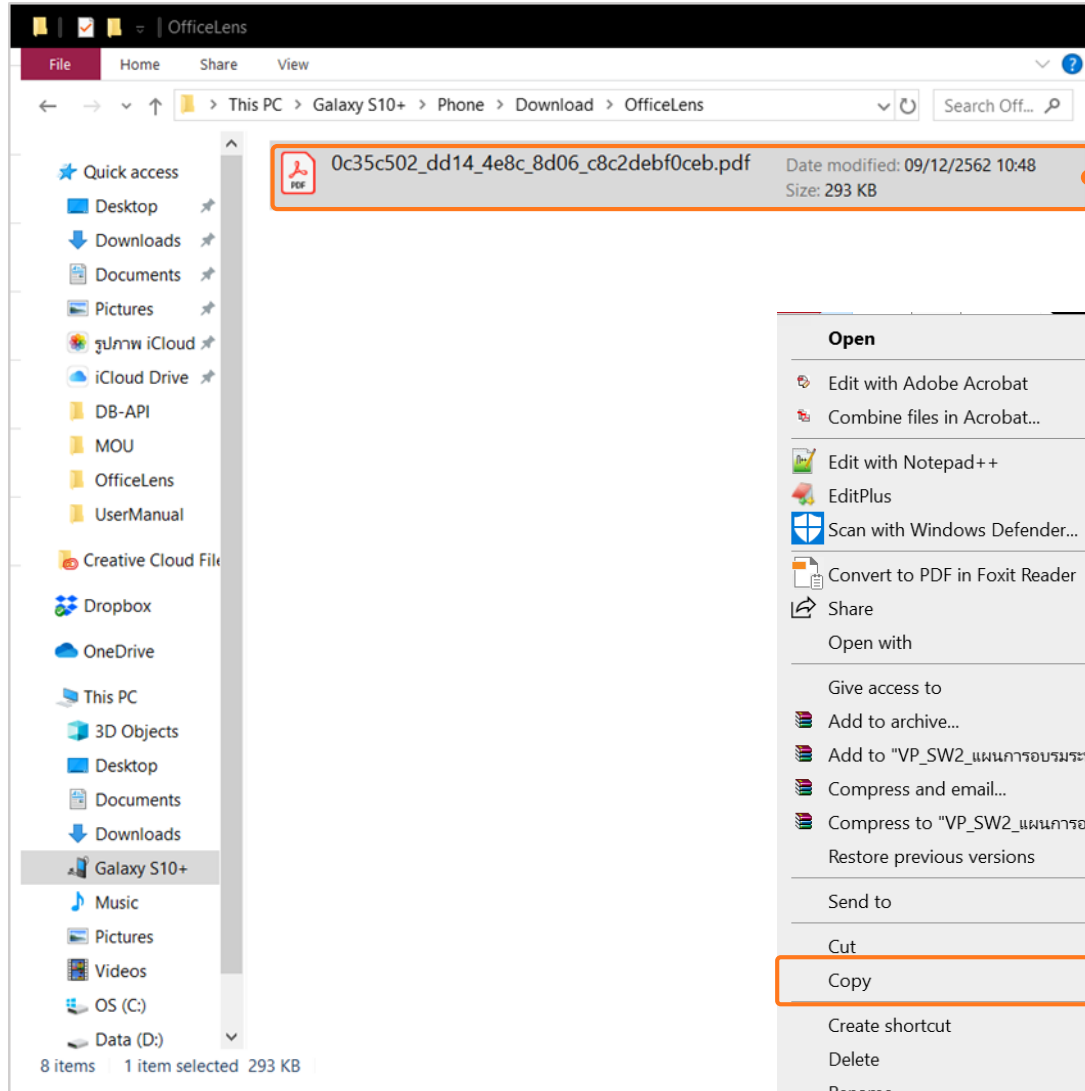 OfficeLens
File Home Share View
This PC > Galaxy S10+ > Phone > Download > OfficeLens
Search Off...
Quick access
Desktop
Downloads
Documents
Pictures
รูปภาพ iCloud
iCloud Drive
DB-API
MOU
OfficeLens
UserManual
Creative Cloud File
Dropbox
OneDrive
This PC
3D Objects
Desktop
Documents
Downloads
Galaxy S10+
Music
Pictures
Videos
OS (C:)
Data (D:)
8 items 1 item selected 293 KB
PDF
0c35c502_dd14_4e8c_8d06_c8c2debf0ceb.pdf
Date modified: 09/12/2562 10:48
Size: 293 KB
Open
Edit with Adobe Acrobat
Combine files in Acrobat...
Edit with Notepad++
EditPlus
Scan with Windows Defender...
Convert to PDF in Foxit Reader
Share
Open with
Give access to
Add to archive...
Add to "VP_SW2_แผนการอบรมระ
Compress and email...
Compress to "VP_SW2_แผนการอ
Restore previous versions
Send to
Cut
Copy
Create shortcut
Delete